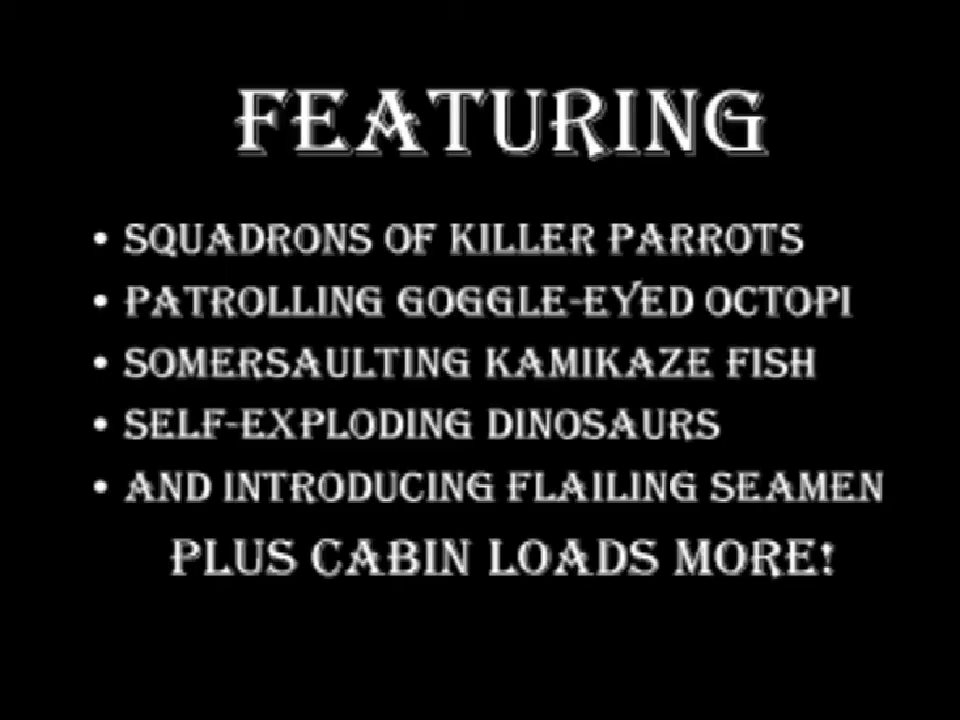 FEATURING
• SQUADRONS OF KILLER PARROTS
• PATROLLING GOGGLE-EYED OCTOPI
• SOMERSAULTING KAMIKAZE FISH
• SELF-EXPLODING DINOSAURS
• AND INTRODUCING FLAILING SEAMEN
PLUS CABIN LOADS MORE!